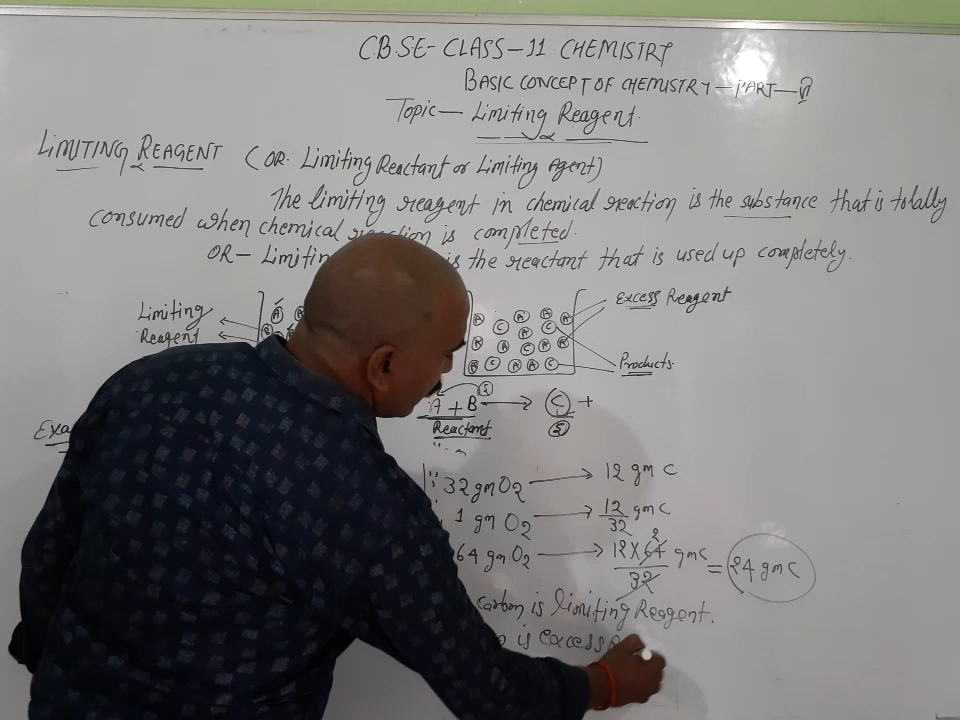 C.B.SE-CLASS-11 CHEMISTRY
BASIC CONCEPT OF CHEMISTRY-PART-
Topic- Limiting Reagent.
LIMITING REAGENT (OR. Limiting Reactant or Limiting Agent)
The limiting reagent in chemical reaction is the substance that is totally
consumed when chemical is completed.
OR- is the reactant that is used up completely.
Limiting
Reagent
Excess Reagent
Products
A + B → C +
Reactant
Exa
32 gm O2 → 12 gm C
1 gm O2 → 12/32 gm C
64 gm O2 → 12 X 64/32 gm C = 24 gm C
2
carbon is limiting Reagent.
is excess